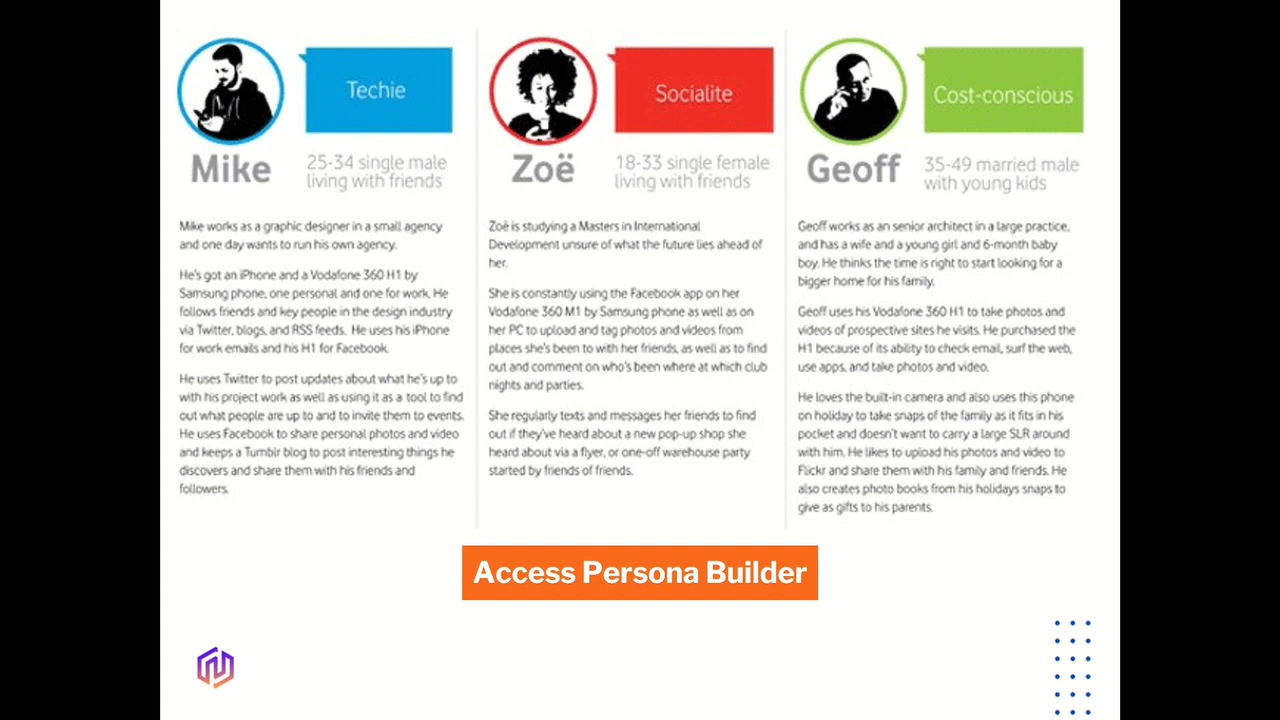 Techie
Mike
25-34 single male
living with friends
Mike works as a graphic designer in a small agency
and one day wants to run his own agency.
He's got an iPhone and a Vodafone 360 H1 by
Samsung phone, one personal and one for work. He
follows friends and key people in the design industry
via Twitter, blogs, and RSS feeds. He uses his iPhone
for work emails and his H1 for Facebook.
He uses Twitter to post updates about what he's up to
with his project work as well as using it as a tool to find
out what people are up to and to invite them to events.
He uses Facebook to share personal photos and video
and keeps a Tumblr blog to post interesting things he
discovers and share them with his friends and
followers.
Socialite
Zoë
18-33 single female
living with friends
Zoë is studying a Masters in International
Development unsure of what the future lies ahead of
her.
She is constantly using the Facebook app on her
Vodafone 360 M1 by Samsung phone as well as on
her PC to upload and tag photos and videos from
places she's been to with her friends, as well as to find
out and comment on who's been where at which club
nights and parties.
She regularly texts and messages her friends to find
out if they've heard about a new pop-up shop she
heard about via a flyer, or one-off warehouse party
started by friends of friends.
Cost-conscious
Geoff
35-49 married male
with young kids
Geoff works as an senior architect in a large practice,
and has a wife and a young girl and 6-month baby
boy. He thinks the time is right to start looking for a
bigger home for his family.
Geoff uses his Vodafone 360 H1 to take photos and
videos of prospective sites he visits. He purchased the
H1 because of its ability to check email, surf the web,
use apps, and take photos and video.
He loves the built-in camera and also uses this phone
on holiday to take snaps of the family as it fits in his
pocket and doesn't want to carry a large SLR around
with him. He likes to upload his photos and video to
Flickr and share them with his family and friends. He
also creates photo books from his holidays snaps to
give as gifts to his parents.
Access Persona Builder